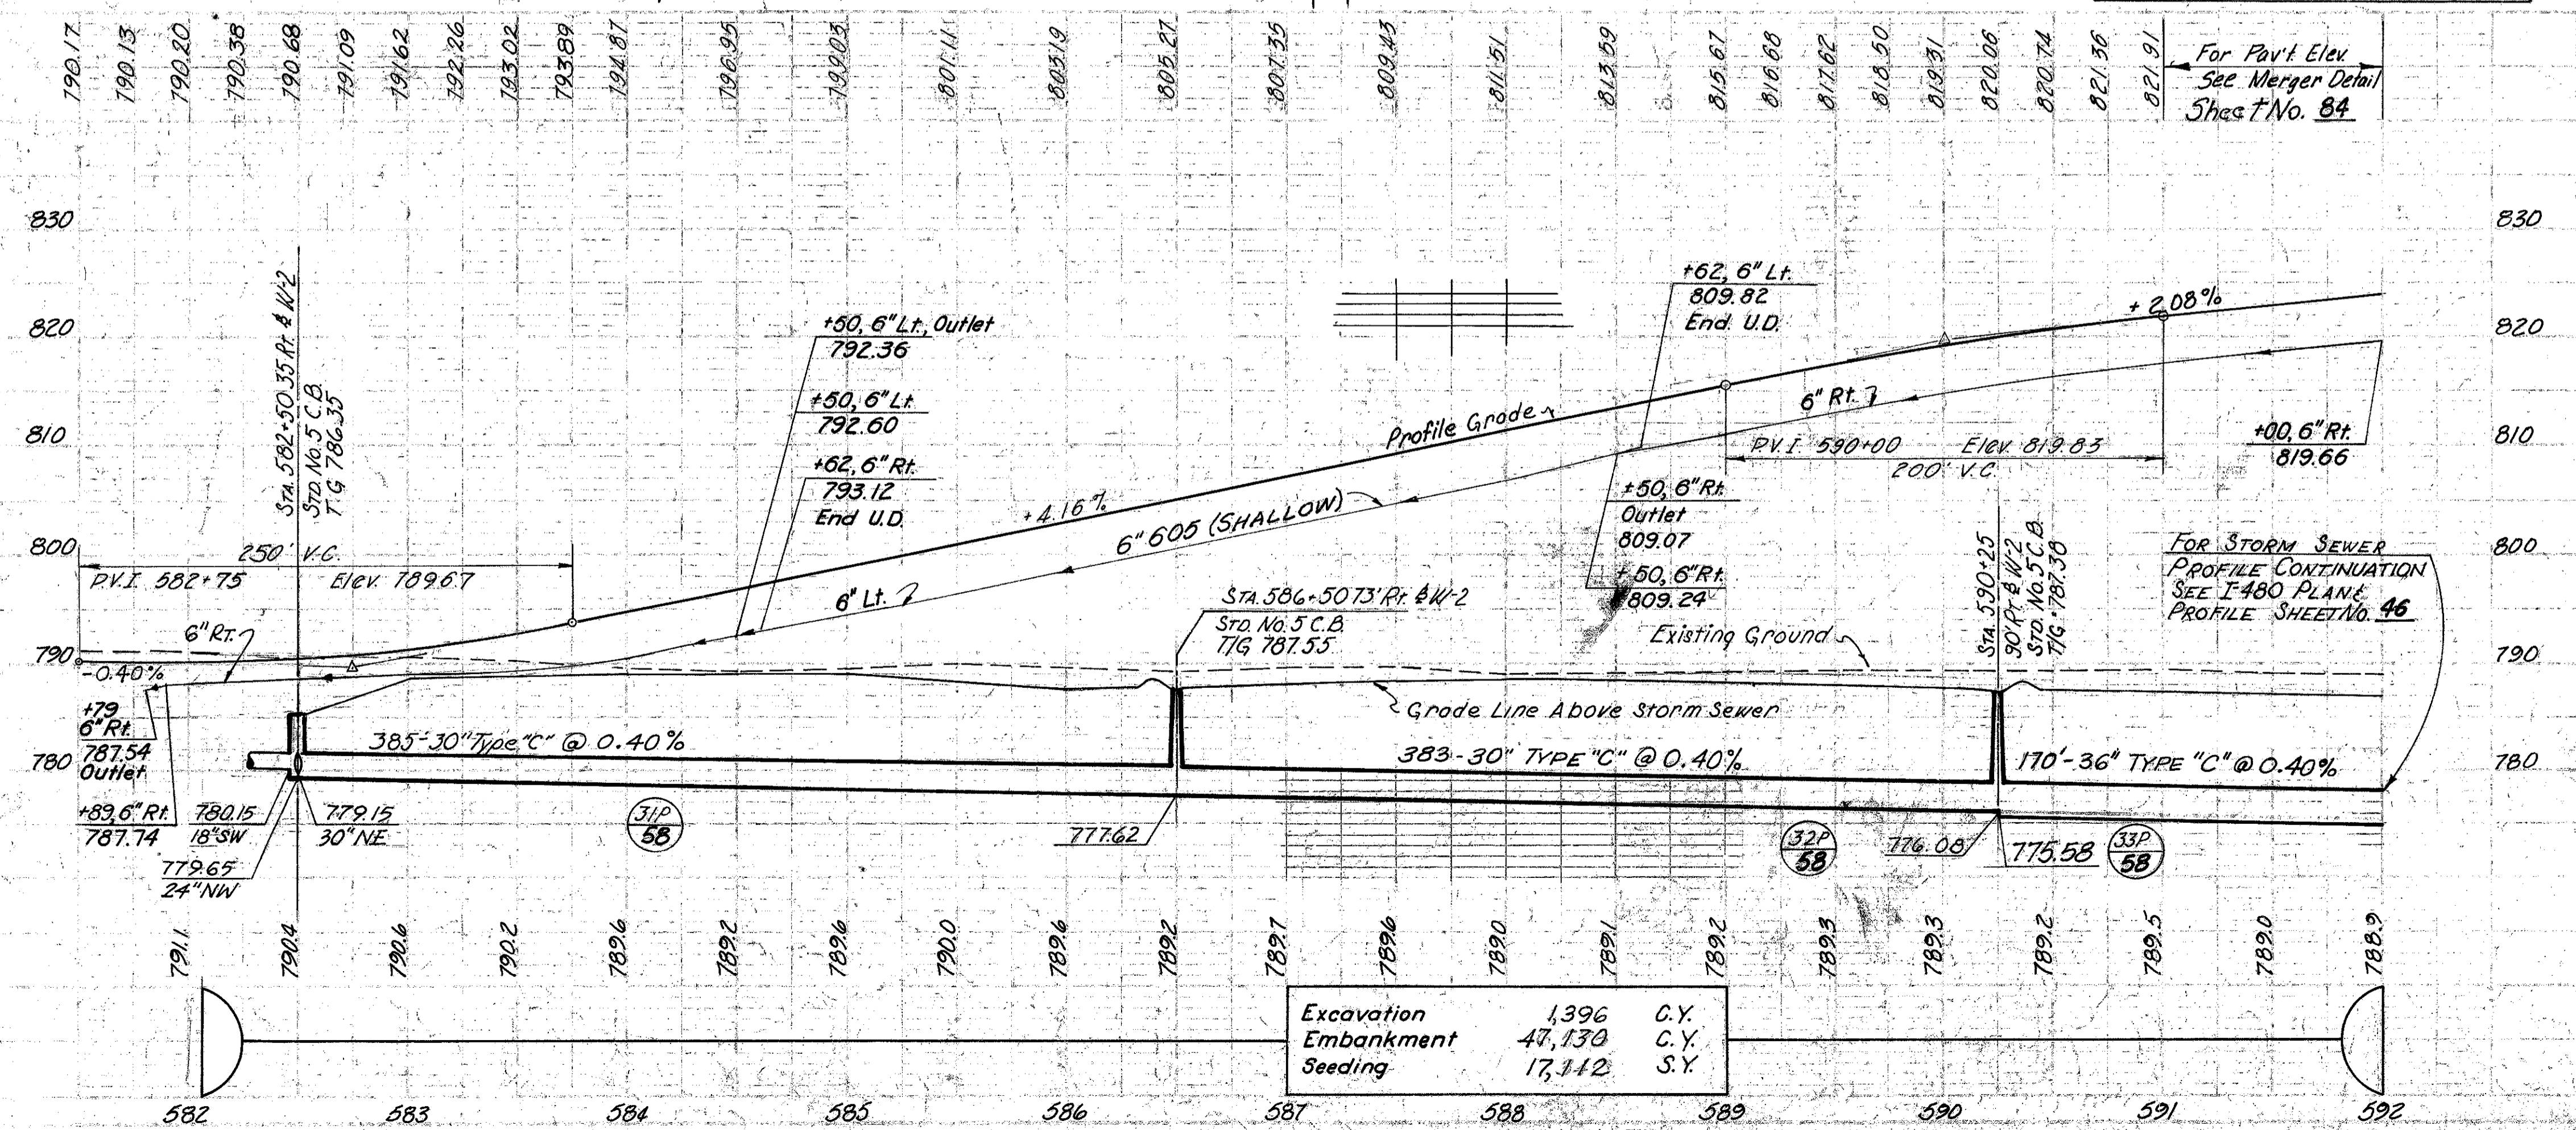 790.17
790.13
790.20
790.38
790.68
791.09
791.62
792.26
793.02
793.89
794.87
796.95
799.03
801.11
803.19
805.27
807.35
809.43
811.51
813.59
815.67
816.68
817.62
818.50
819.31
820.06
820.74
821.36
821.91
For Pav't. Elev.
See Merger Detail
Sheet No. 84
830
830
820
820
810
810
800
800
790
790
780
780
STA. 582+50 35 Rt. ℄ W-2
STD. No. 5 C.B.
T/G 786.35
+50, 6" Lt., Outlet
792.36
+50, 6" Lt.
792.60
+62, 6" Rt.
793.12
End U.D.
+62, 6" Lt.
809.82
End U.D.
+2.08%
Profile Grade
6" Rt.
P.V.I. 590+00 Elev. 819.83
200' V.C.
+00, 6" Rt.
819.66
+4.16%
6" 605 (SHALLOW)
+50, 6" Rt.
Outlet
809.07
+50, 6" Rt.
809.24
250' V.C.
P.V.I. 582+75 Elev. 789.67
6" Lt.
6" RT.
-0.40%
STA. 586+50 73' Rt. ℄ W-2
STD. No. 5 C.B.
T/G 787.55
Existing Ground
STA. 590+25
90' Rt. ℄ W-2
STD. No. 5 C.B.
T/G 787.38
FOR STORM SEWER
PROFILE CONTINUATION
SEE I-480 PLAN &
PROFILE SHEET No. 46
+79
6" Rt.
787.54
Outlet
Grade Line Above Storm Sewer
385'-30" Type "C" @ 0.40%
383-30" TYPE "C" @ 0.40%
170'-36" TYPE "C" @ 0.40%
+89, 6" Rt.
787.74
780.15
18" SW
779.15
30" NE
779.65
24" NW
31P
58
777.62
32P
58
776.08
775.58
33P
58
791.1
790.4
790.6
790.2
789.6
789.2
789.6
790.0
789.6
789.2
789.7
789.6
789.0
789.1
789.2
789.3
789.3
789.2
789.5
789.0
788.9
Excavation 1,396 C.Y.
Embankment 47,130 C.Y.
Seeding 17,112 S.Y.
582
583
584
585
586
587
588
589
590
591
592